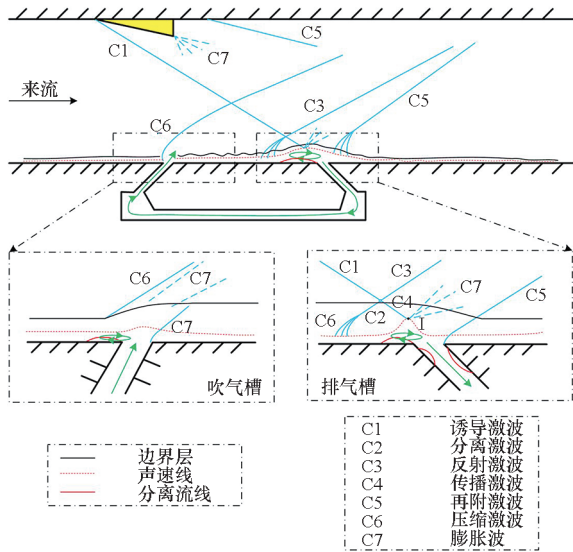 C1
C7
C5
来流
C6
C3
C5
C6
C7
C7
吹气槽
C1
C3
C7
C5
C4
C6
C2
I
排气槽
边界层
声速线
分离流线
C1 诱导激波
C2 分离激波
C3 反射激波
C4 传播激波
C5 再附激波
C6 压缩激波
C7 膨胀波